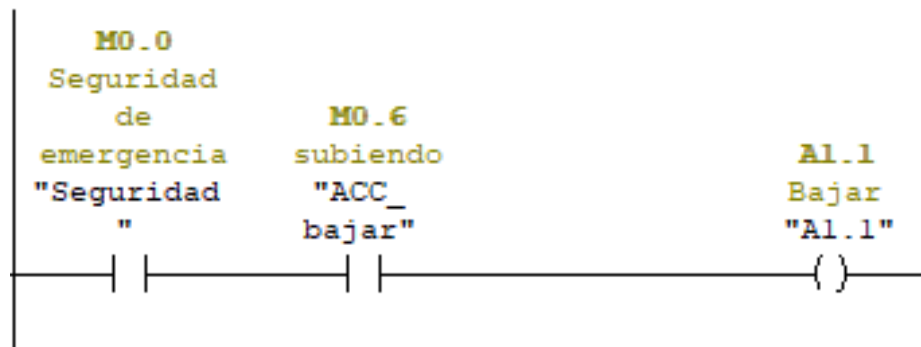 M0.0
Seguridad
de
emergencia
"Seguridad
"
M0.6
subiendo
"ACC_
bajar"
A1.1
Bajar
"A1.1"